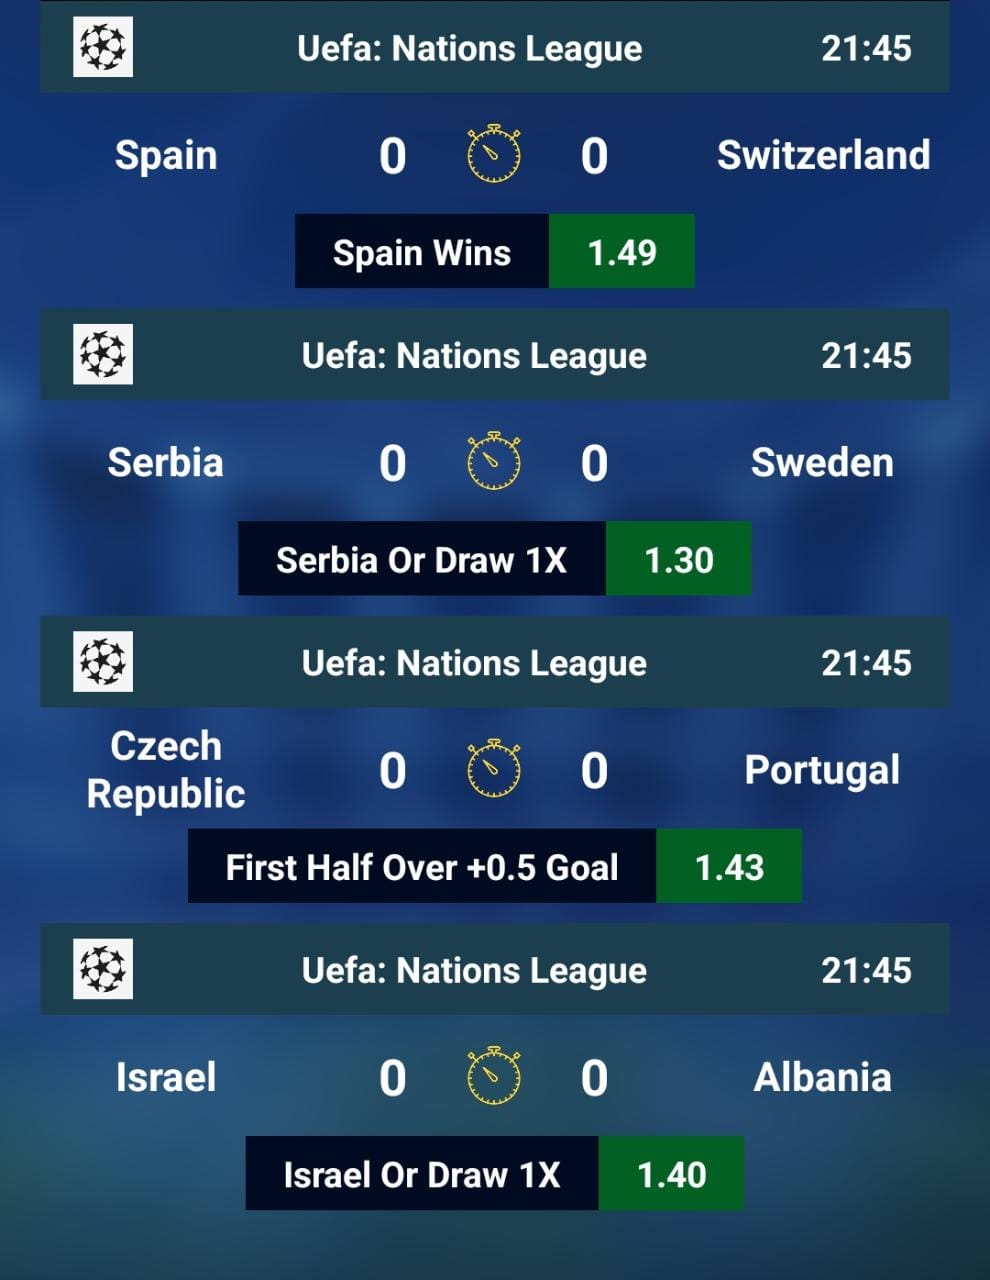 Uefa: Nations League 21:45
Spain 0 0 Switzerland
Spain Wins 1.49
Uefa: Nations League 21:45
Serbia 0 0 Sweden
Serbia Or Draw 1X 1.30
Uefa: Nations League 21:45
Czech
Republic 0 0 Portugal
First Half Over +0.5 Goal 1.43
Uefa: Nations League 21:45
Israel 0 0 Albania
Israel Or Draw 1X 1.40